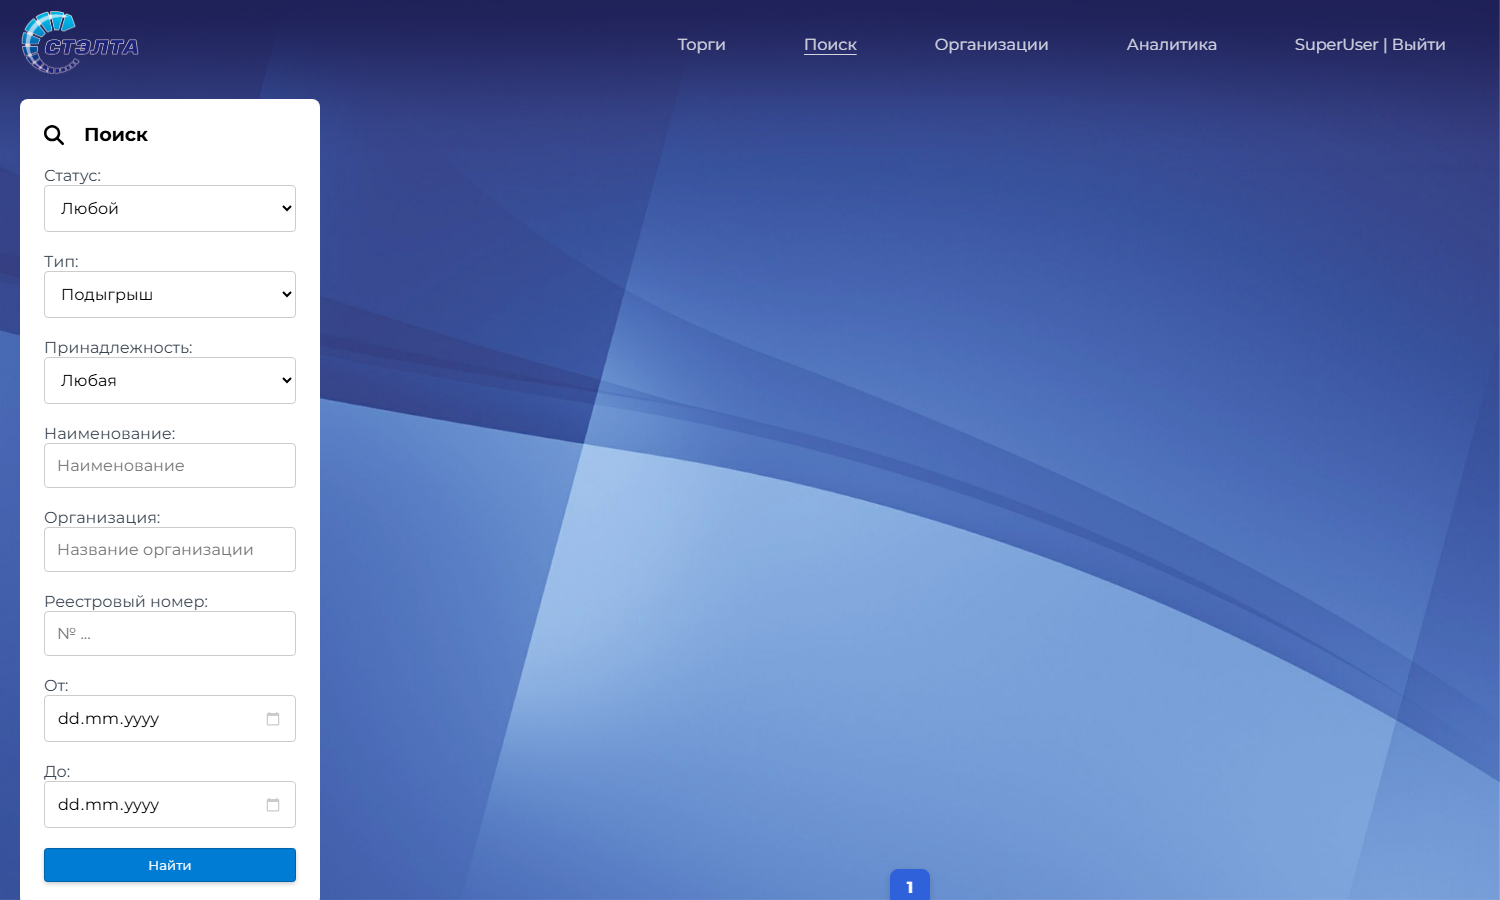 СТЭЛТА
Торги
Поиск
Организации
Аналитика
SuperUser | Выйти
Поиск
Статус:
Любой
Тип:
Подыгрыш
Принадлежность:
Любая
Наименование:
Наименование
Организация:
Название организации
Реестровый номер:
№ ...
От:
dd.mm.yyyy
До:
dd.mm.yyyy
Найти
1